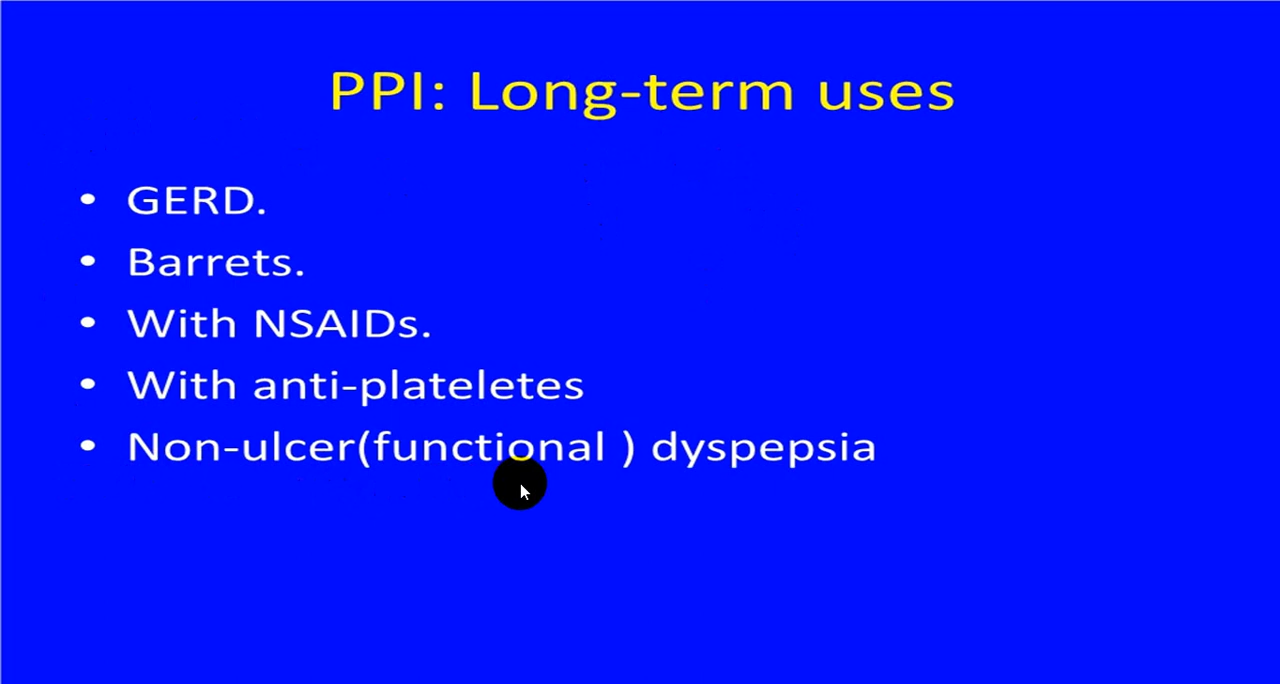 PPI: Long-term uses
• GERD.
• Barrets.
• With NSAIDs.
• With anti-plateletes
• Non-ulcer(functional ) dyspepsia